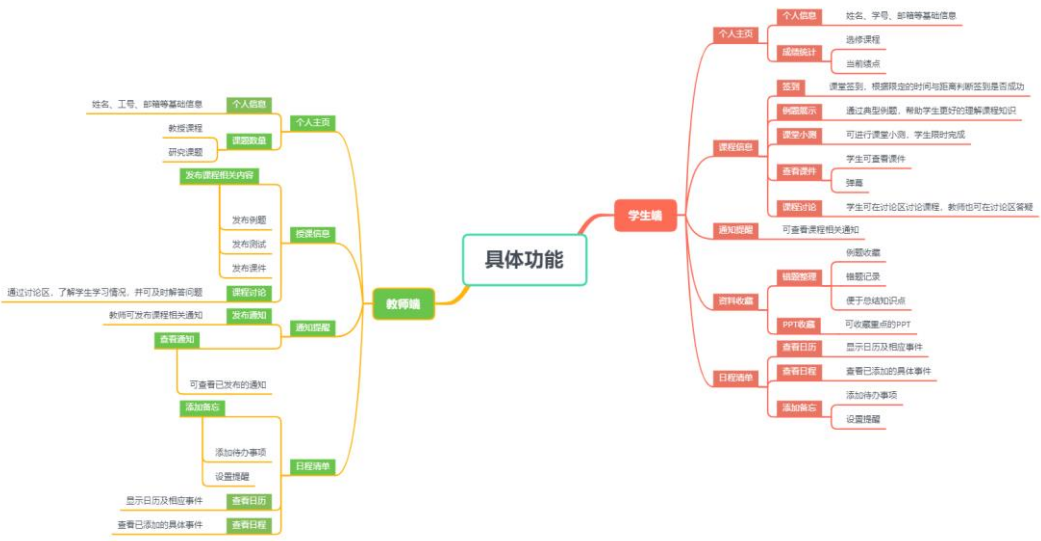 具体功能
教师端
个人主页
个人信息
姓名、工号、邮箱等基础信息
课题数量
教授课程
研究课题
授课信息
发布课程相关内容
发布例题
发布测试
发布课件
课程讨论
通过讨论区，了解学生学习情况，并可及时解答问题
通知提醒
发布通知
教师可发布课程相关通知
查看通知
可查看已发布的通知
日程清单
添加备忘
添加待办事项
设置提醒
查看日历
显示日历及相应事件
查看日程
查看已添加的具体事件
学生端
个人主页
个人信息
姓名、学号、邮箱等基础信息
成绩统计
选修课程
当前绩点
课程信息
签到
课堂签到，根据限定的时间与距离判断签到是否成功
例题展示
通过典型例题，帮助学生更好的理解课程知识
课堂小测
可进行课堂小测，学生限时完成
查看课件
学生可查看课件
弹幕
课程讨论
学生可在讨论区讨论课程，教师也可在讨论区答疑
通知提醒
可查看课程相关通知
资料收藏
错题整理
例题收藏
错题记录
便于总结知识点
PPT收藏
可收藏重点的PPT
日程清单
查看日历
显示日历及相应事件
查看日程
查看已添加的具体事件
添加备忘
添加待办事项
设置提醒